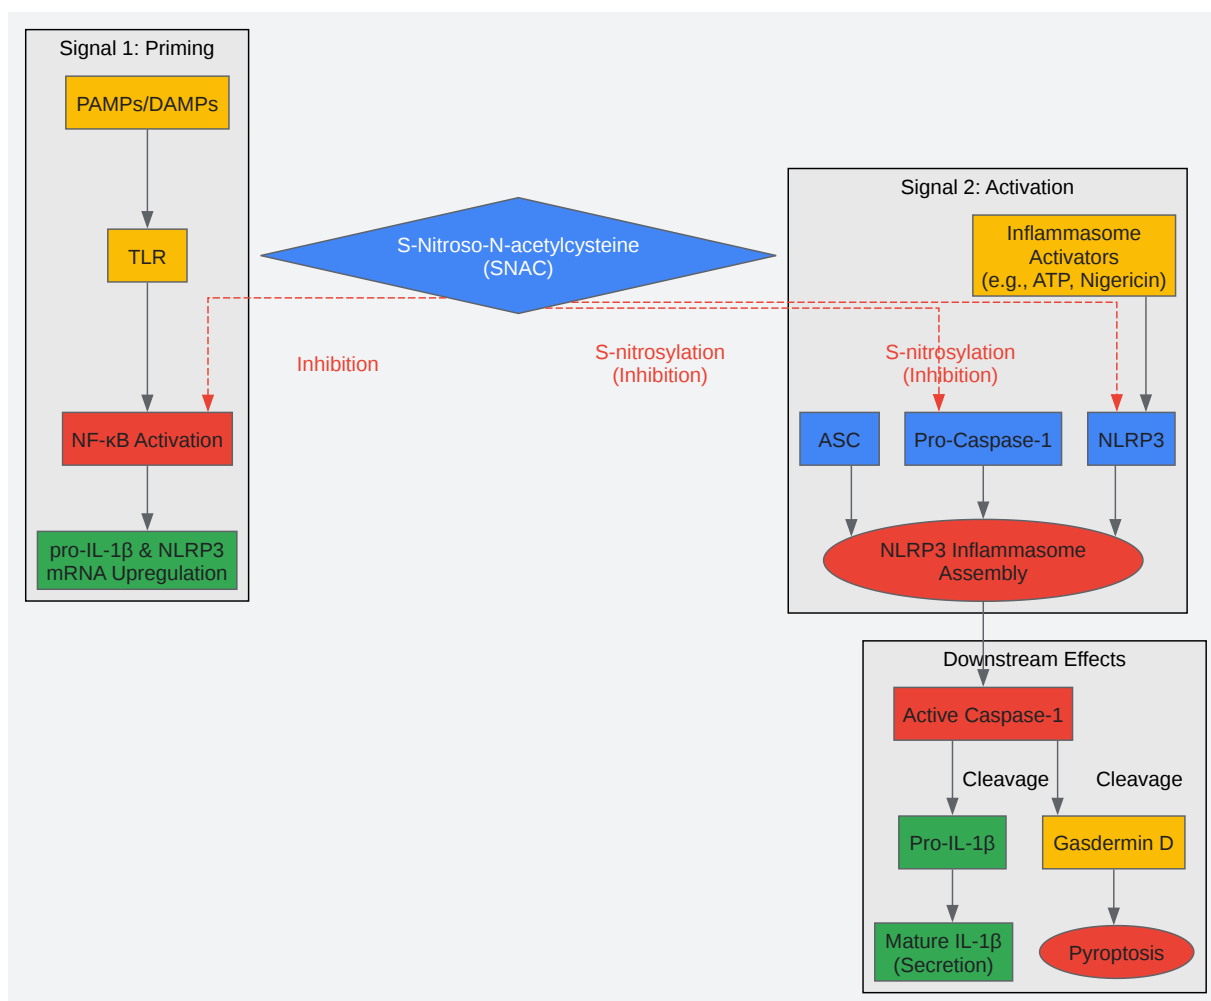 Signal 1: Priming
PAMPs/DAMPs
TLR
NF-κB Activation
pro-IL-1β & NLRP3
mRNA Upregulation
S-Nitroso-N-acetylcysteine
(SNAC)
Inhibition
S-nitrosylation
(Inhibition)
S-nitrosylation
(Inhibition)
Signal 2: Activation
Inflammasome
Activators
(e.g., ATP, Nigericin)
ASC
Pro-Caspase-1
NLRP3
NLRP3 Inflammasome
Assembly
Downstream Effects
Active Caspase-1
Cleavage
Cleavage
Pro-IL-1β
Gasdermin D
Mature IL-1β
(Secretion)
Pyroptosis